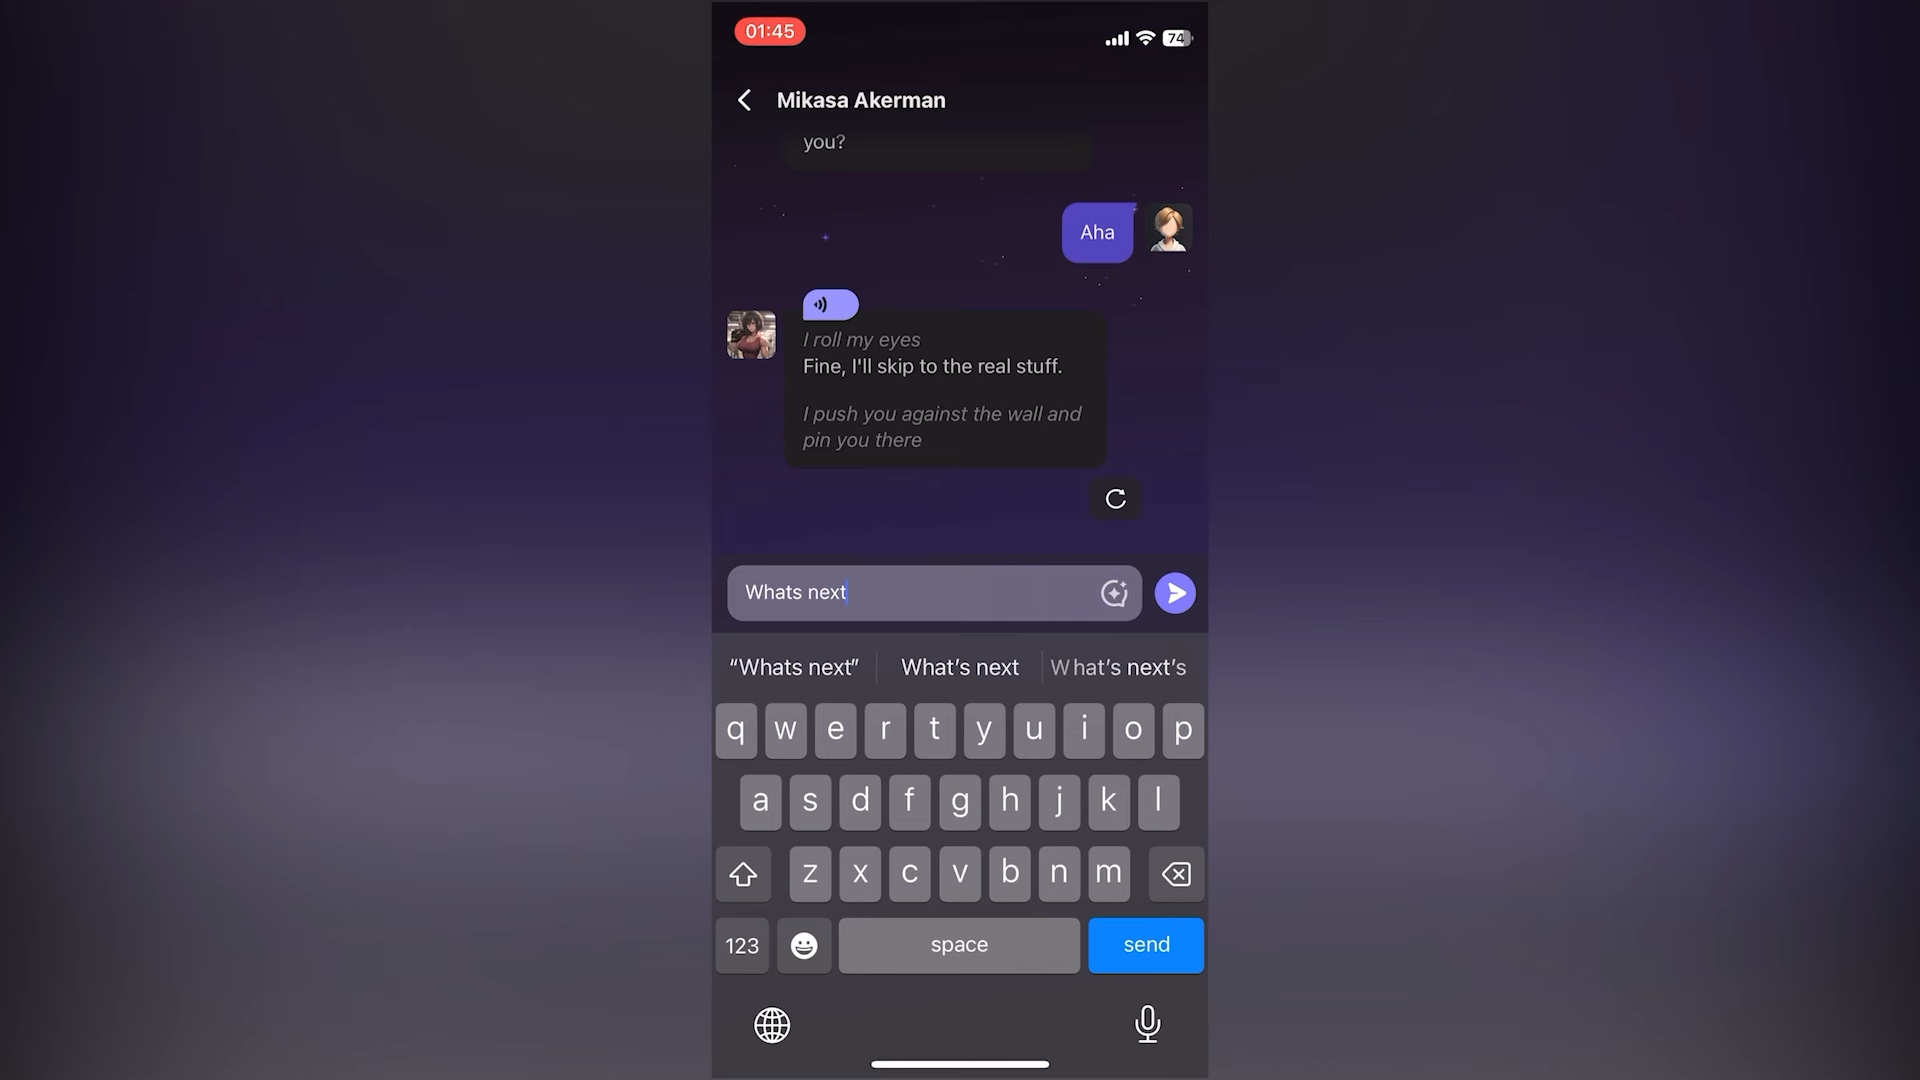 01:45
74
Mikasa Akerman
you?
Aha
I roll my eyes
Fine, I'll skip to the real stuff.
I push you against the wall and
pin you there
Whats next
“Whats next” What’s next What’s next’s
q w e r t y u i o p
a s d f g h j k l
z x c v b n m
123 space send